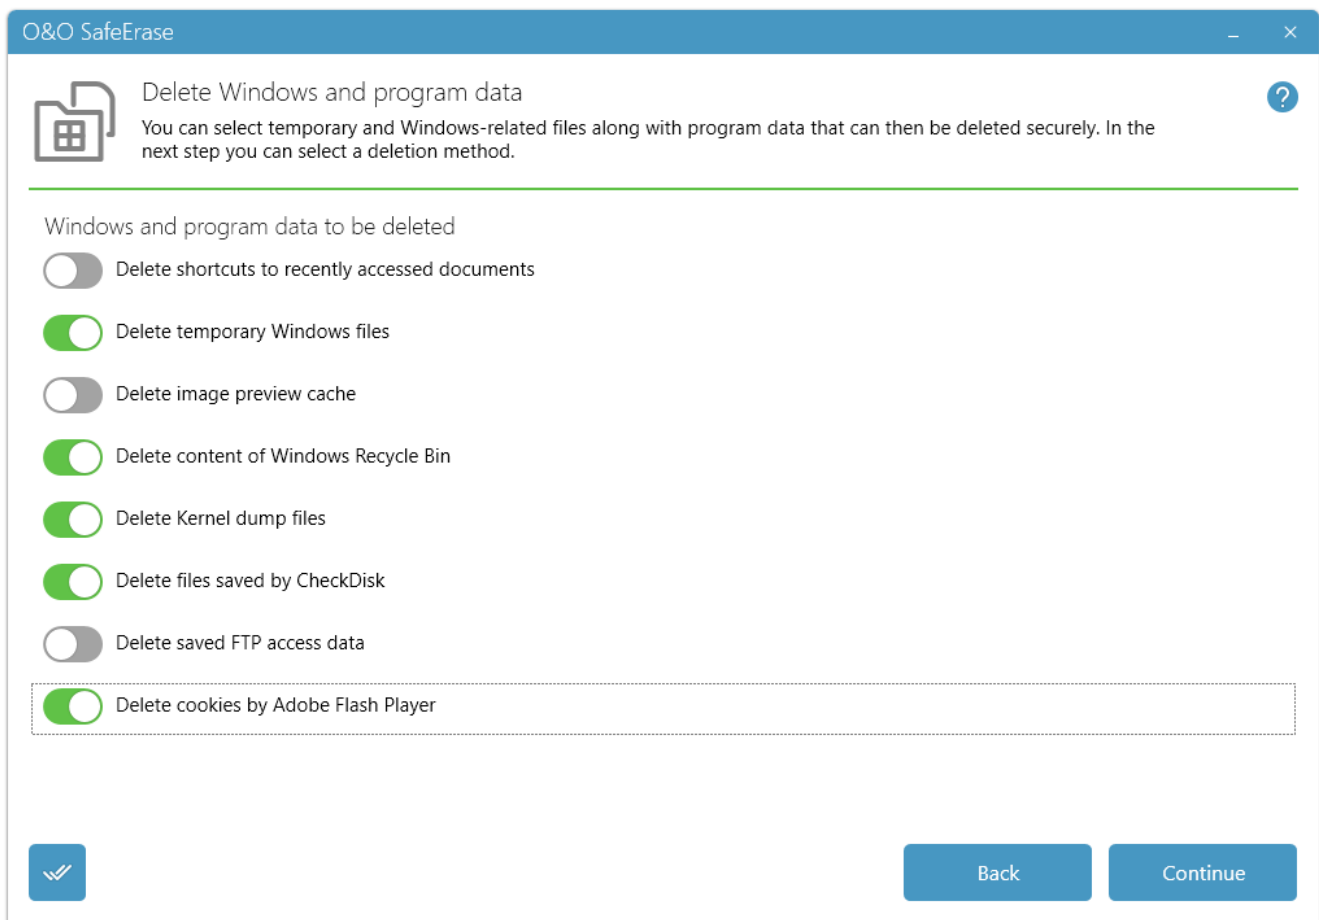 O&O SafeErase
Delete Windows and program data
You can select temporary and Windows-related files along with program data that can then be deleted securely. In the
next step you can select a deletion method.
?
Windows and program data to be deleted
Delete shortcuts to recently accessed documents
Delete temporary Windows files
Delete image preview cache
Delete content of Windows Recycle Bin
Delete Kernel dump files
Delete files saved by CheckDisk
Delete saved FTP access data
Delete cookies by Adobe Flash Player
Back
Continue